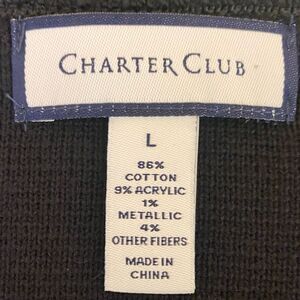 CHARTER CLUB
L
86%
COTTON
9% ACRYLIC
1%
METALLIC
4%
OTHER FIBERS
MADE IN
CHINA